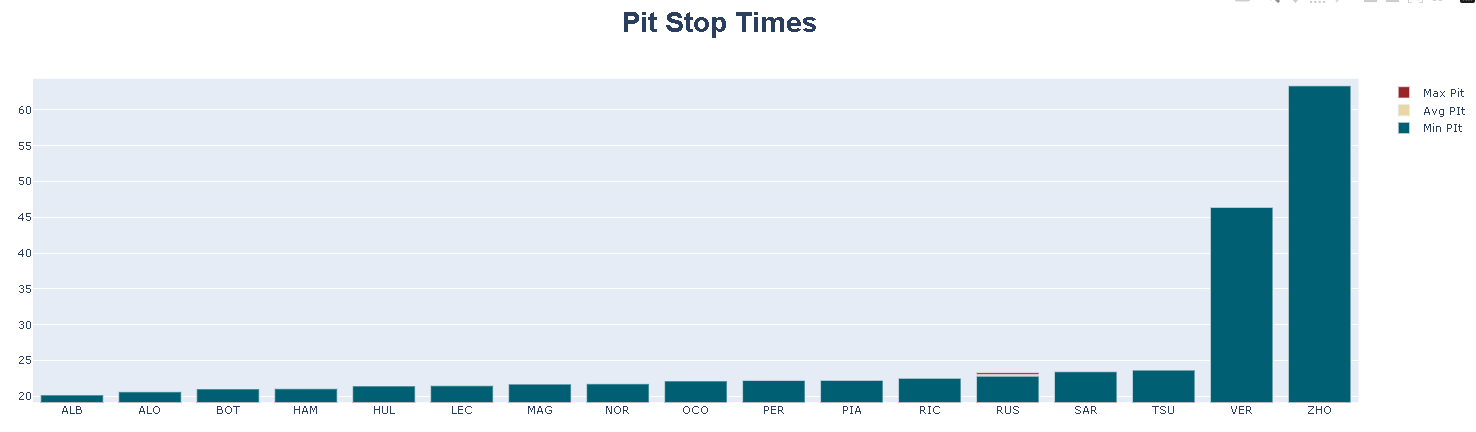 Pit Stop Times
Max Pit
Avg PIt
Min PIt
60
55
50
45
40
35
30
25
20
ALB ALO BOT HAM HUL LEC MAG NOR OCO PER PIA RIC RUS SAR TSU VER ZHO